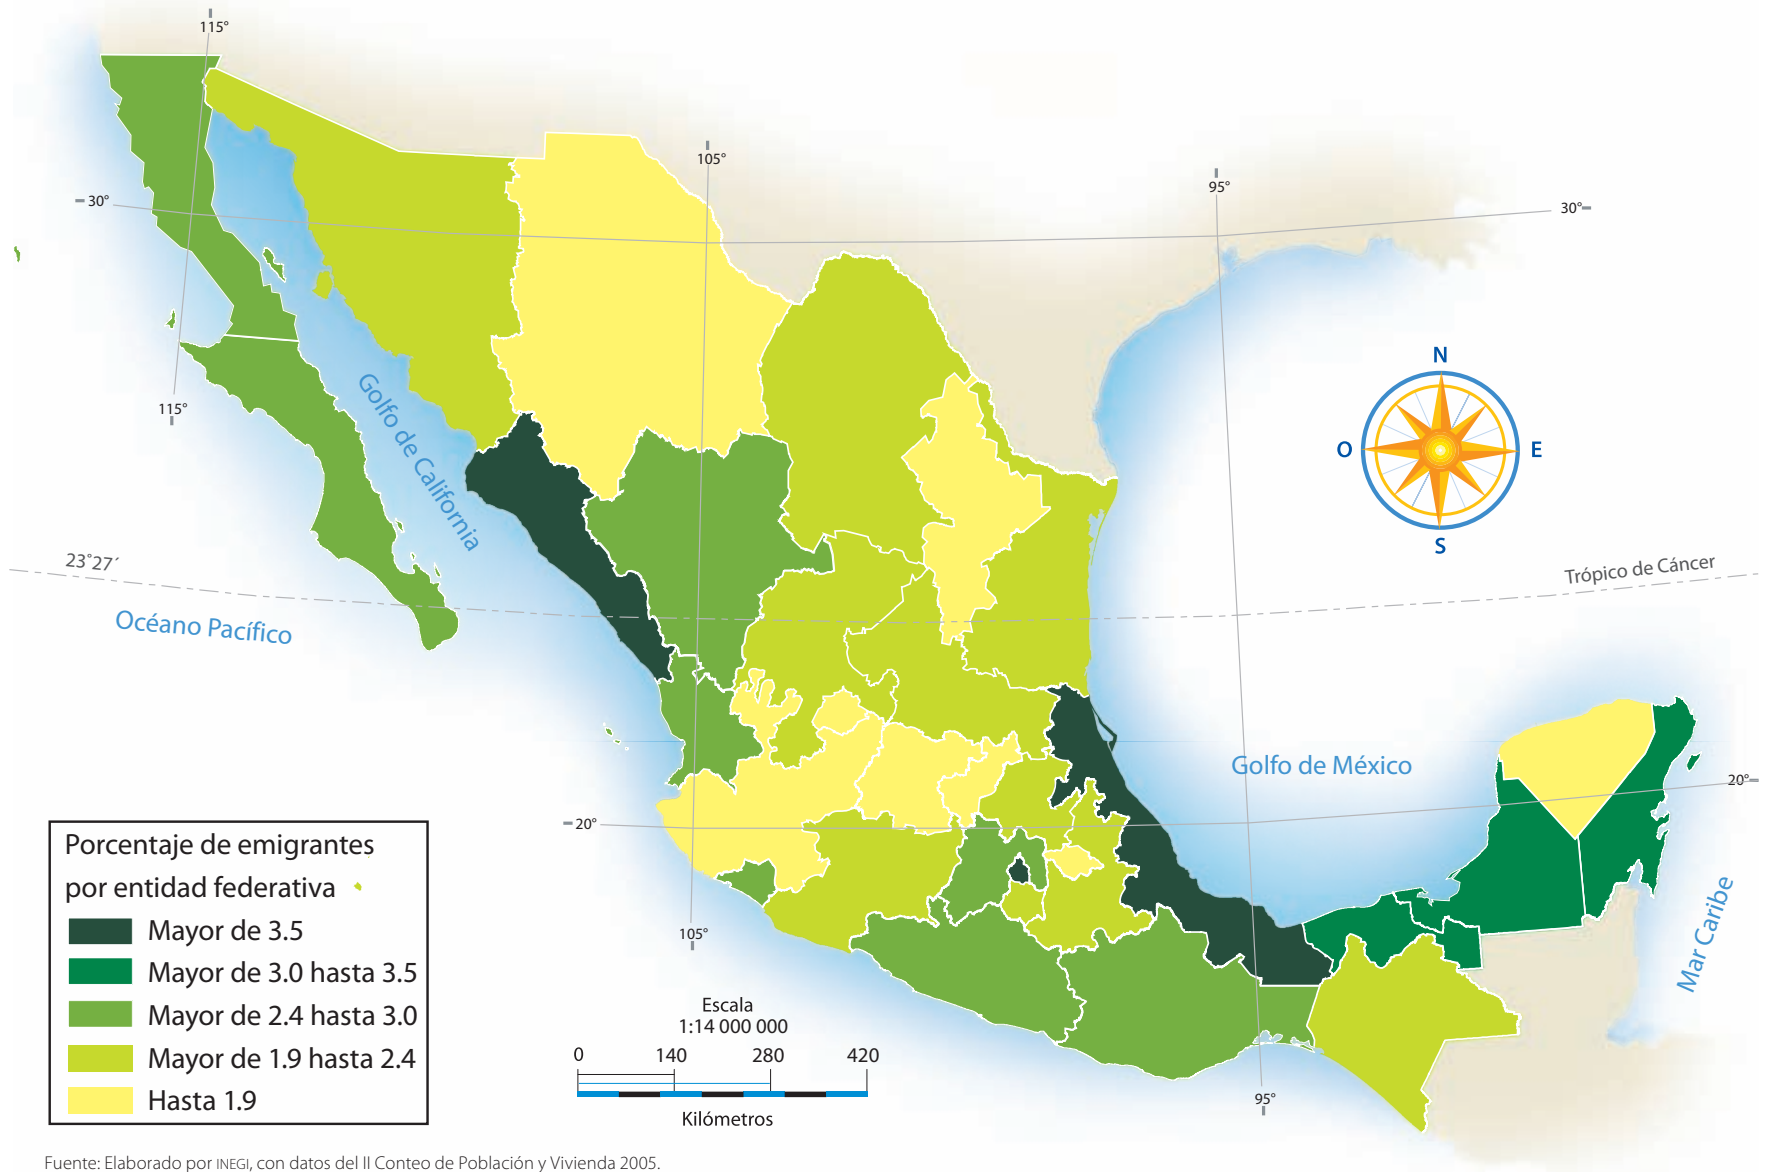 115°
105°
95°
30°
30°
N
O
E
S
115°
Golfo de California
23°27´
Trópico de Cáncer
Océano Pacífico
Golfo de México
20°
20°
Mar Caribe
Porcentaje de emigrantes
por entidad federativa
Mayor de 3.5
Mayor de 3.0 hasta 3.5
Mayor de 2.4 hasta 3.0
Mayor de 1.9 hasta 2.4
Hasta 1.9
105°
Escala
1:14 000 000
0 140 280 420
Kilómetros
95°
Fuente: Elaborado por INEGI, con datos del II Conteo de Población y Vivienda 2005.